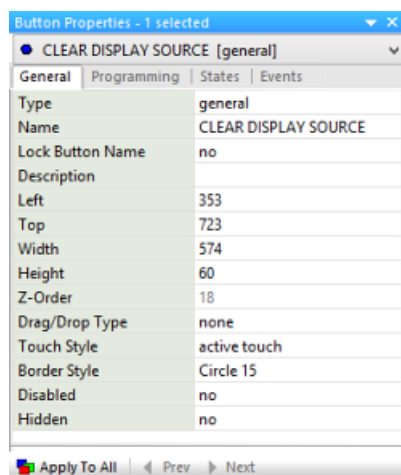 Button Properties - 1 selected
CLEAR DISPLAY SOURCE [general]
General Programming States Events
Type general
Name CLEAR DISPLAY SOURCE
Lock Button Name no
Description
Left 353
Top 723
Width 574
Height 60
Z-Order 18
Drag/Drop Type none
Touch Style active touch
Border Style Circle 15
Disabled no
Hidden no
Apply To All Prev Next